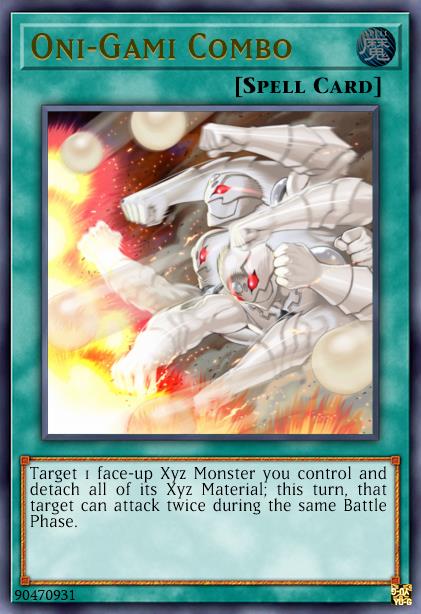 Oni-Gami Combo
魔
[Spell Card]
Target 1 face-up Xyz Monster you control and
detach all of its Xyz Material; this turn, that
target can attack twice during the same Battle
Phase.
90470931